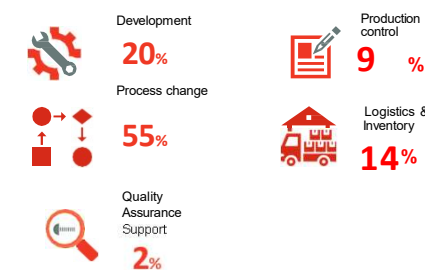 Development
20%
Process change
55%
Quality
Assurance
Support
2%
Production
control
9 %
Logistics &
Inventory
14%